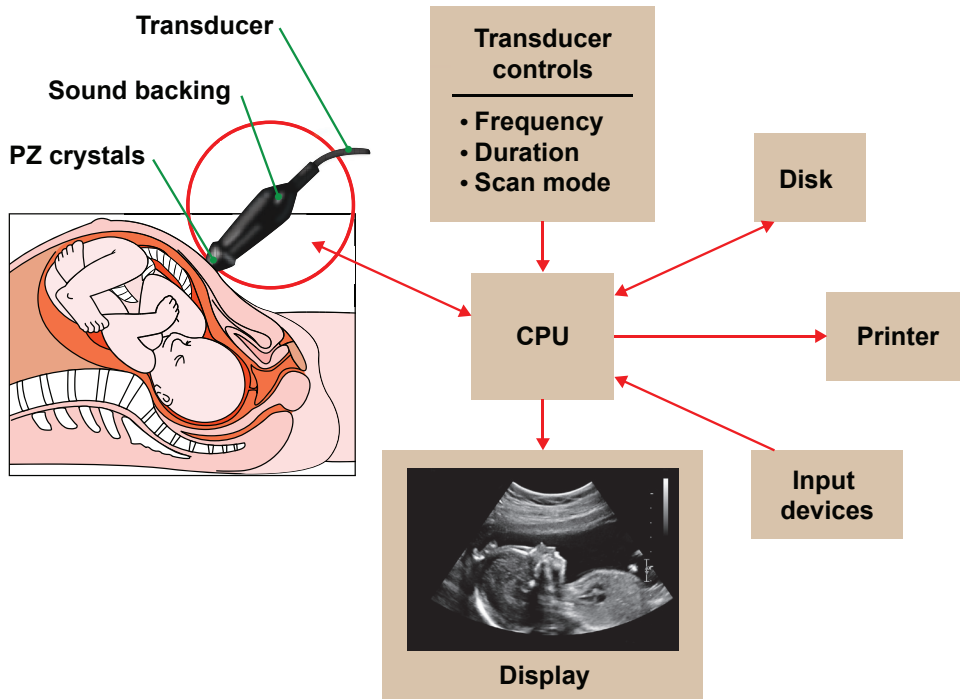 Transducer
Sound backing
PZ crystals
Transducer
controls
• Frequency
• Duration
• Scan mode
Disk
CPU
Printer
Input
devices
Display